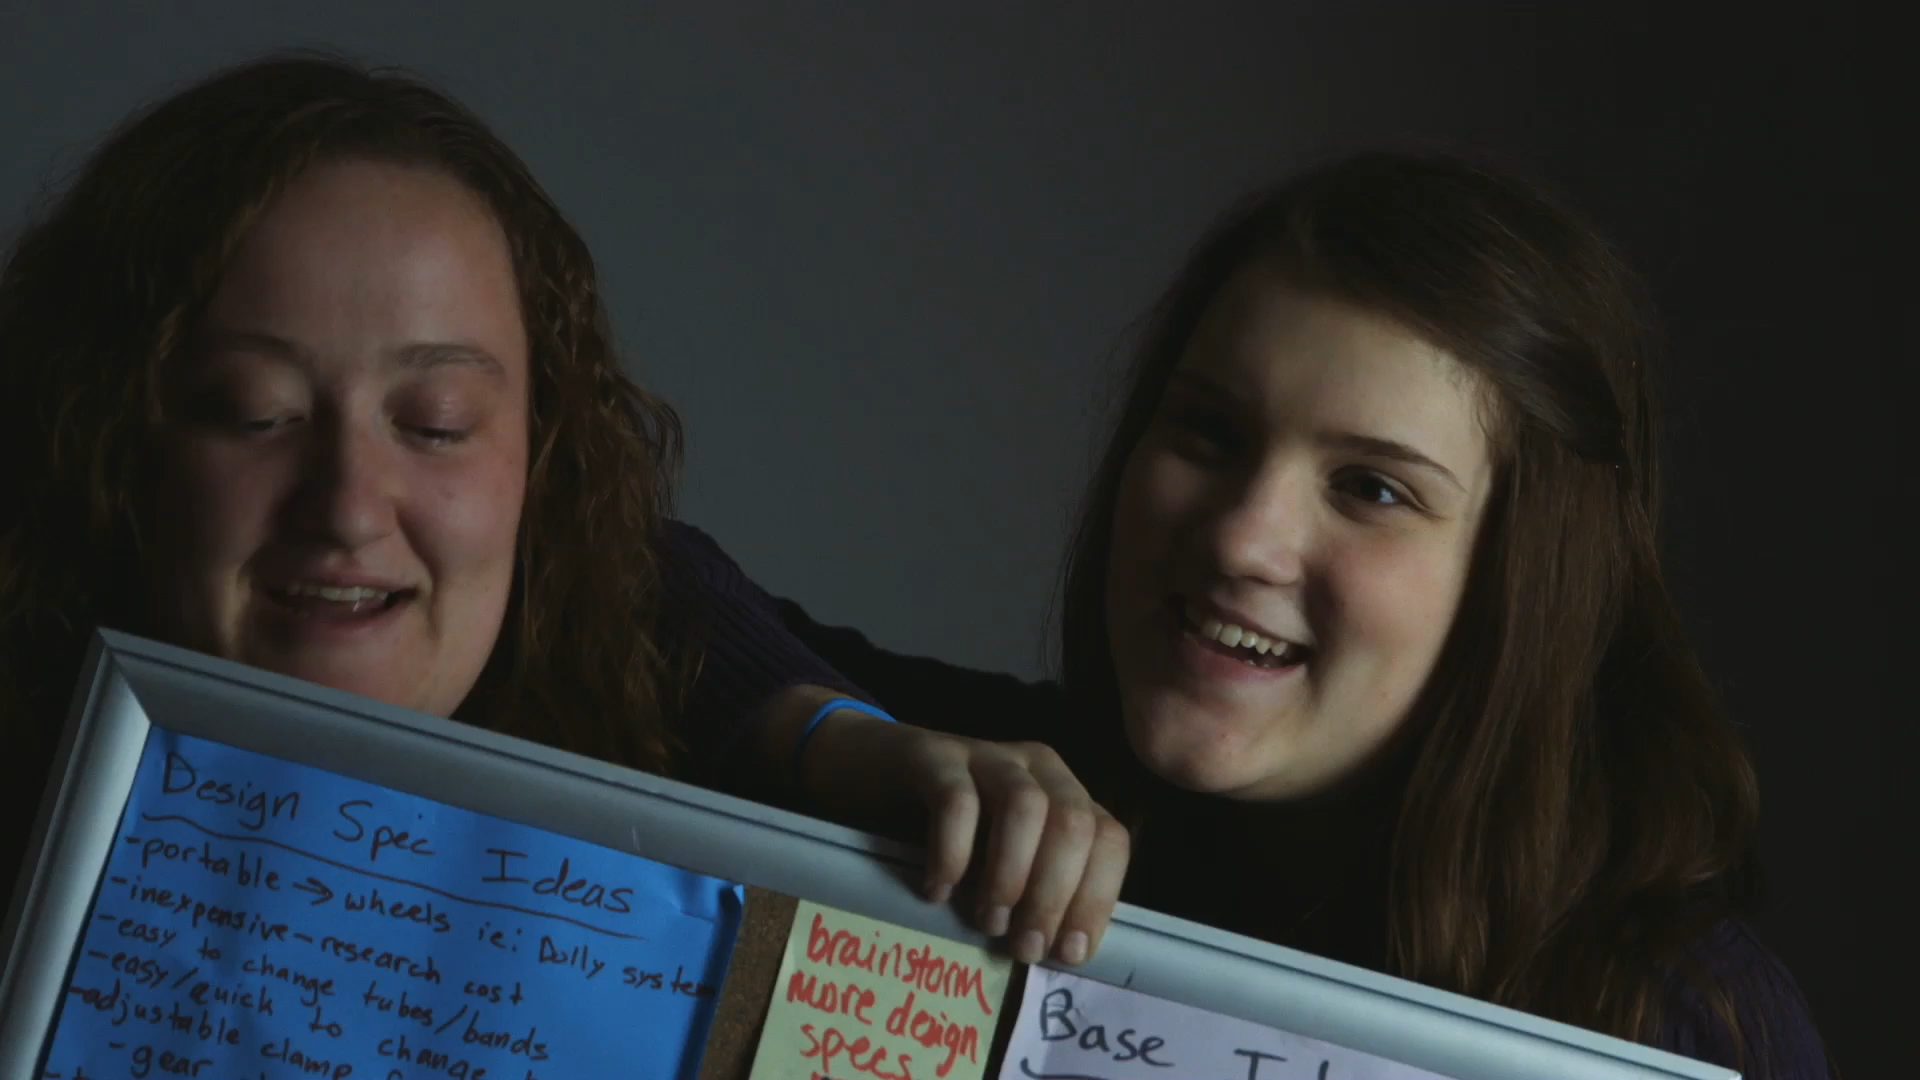 Design Spec Ideas
-portable → wheels ie: Dolly system
-inexpensive-research cost
-easy to change tubes/bands
-easy/quick to change
-adjustable clamp
-gear
brainstorm
more design
specs
Base